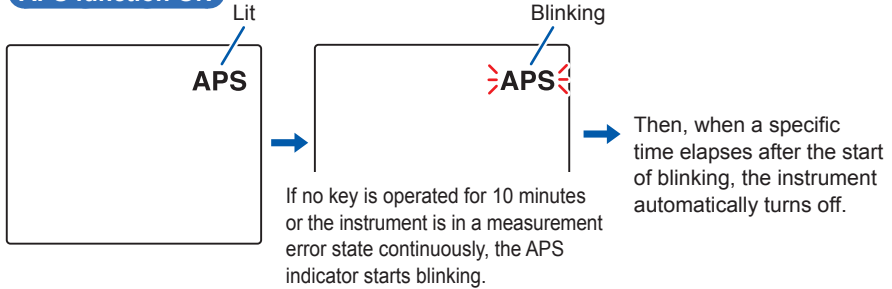 APS function ON
Lit
Blinking
APS
APS
If no key is operated for 10 minutes
or the instrument is in a measurement
error state continuously, the APS
indicator starts blinking.
Then, when a specific
time elapses after the start
of blinking, the instrument
automatically turns off.